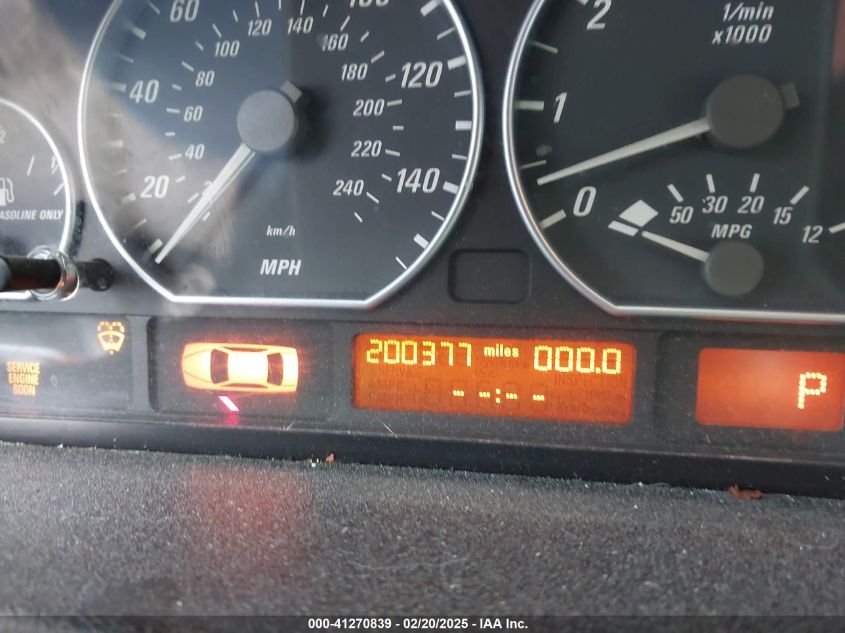 60
100
120
140
160
180
200
220
240
80
60
40
40
20
120
140
km/h
MPH
GASOLINE ONLY
2
1
0
1/min
x1000
50 30 20 15 12
MPG
SERVICE
ENGINE
SOON
200377 miles 000.0
-- -- : -- --
P
000-41270839 - 02/20/2025 - IAA Inc.